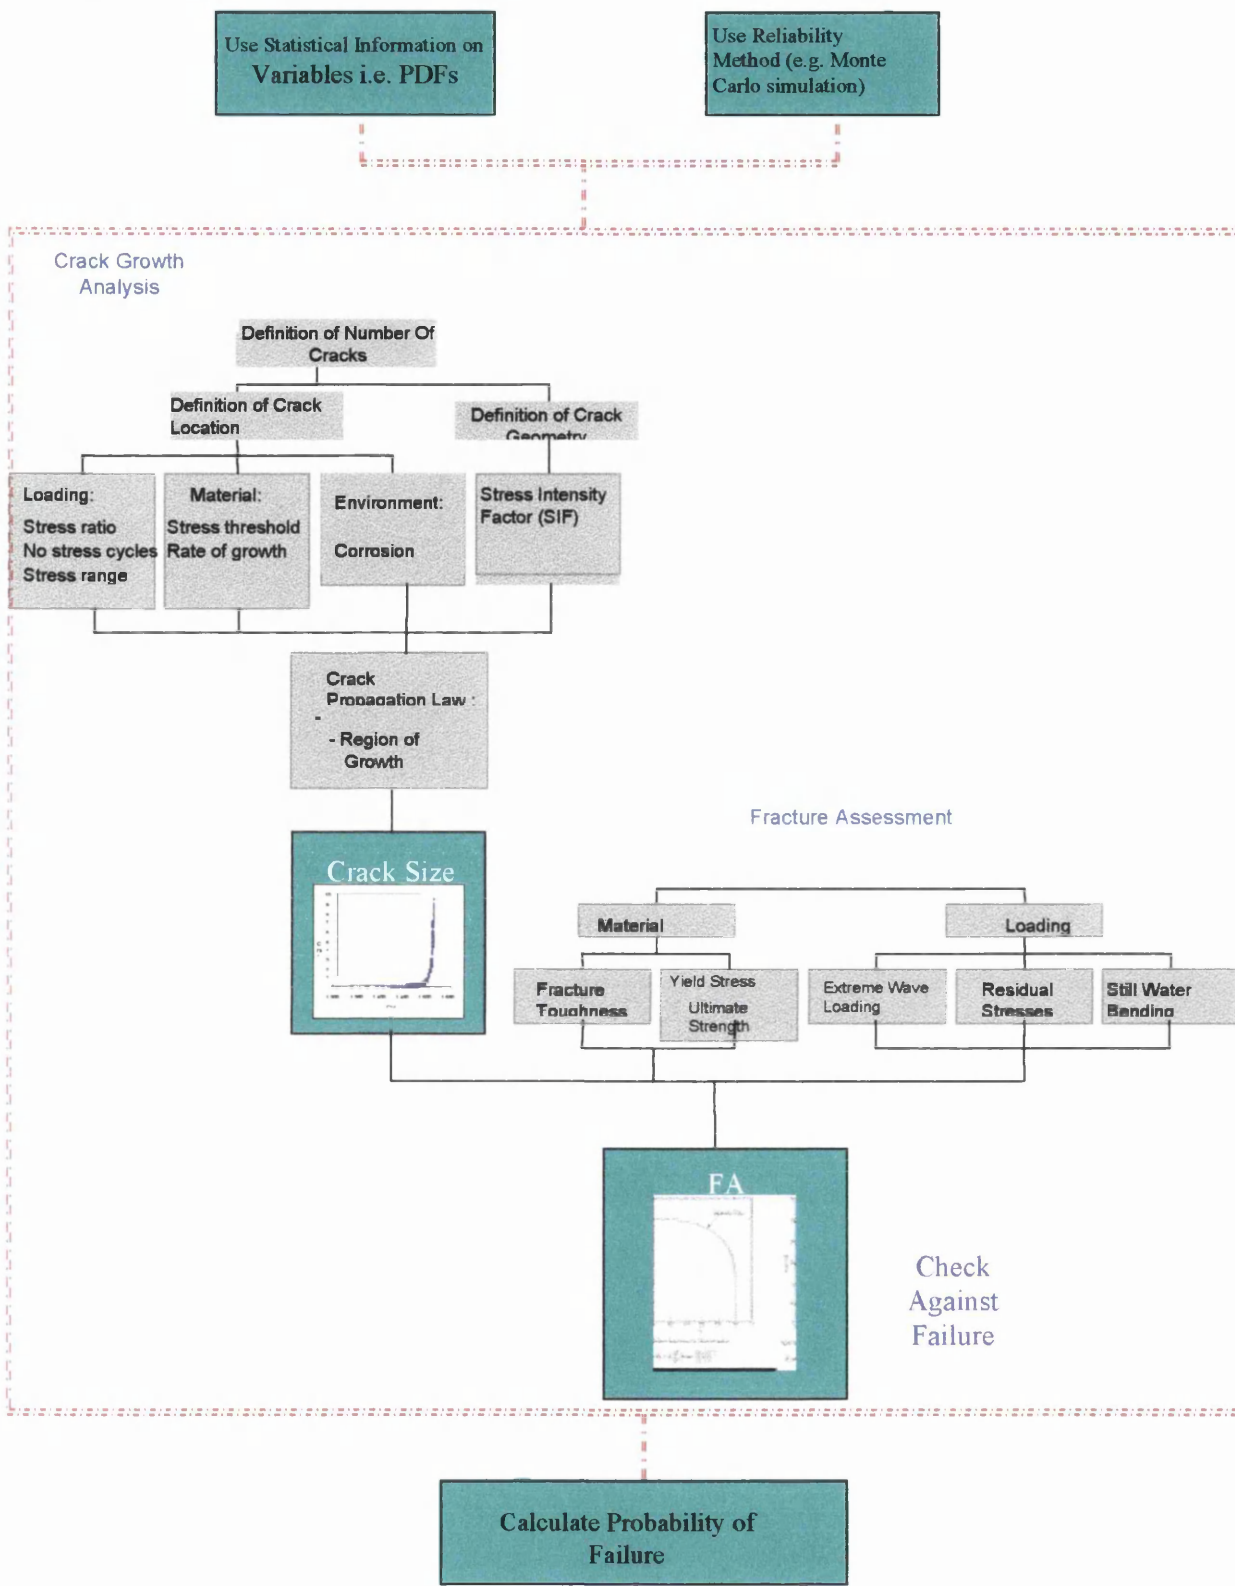 Use Statistical Information on
Variables i.e. PDFs
Use Reliability
Method (e.g. Monte
Carlo simulation)
Crack Growth
Analysis
Definition of Number Of
Cracks
Definition of Crack
Location
Definition of Crack
Geometry
Loading:
Stress ratio
No stress cycles
Stress range
Material:
Stress threshold
Rate of growth
Environment:
Corrosion
Stress Intensity
Factor (SIF)
Crack
Propagation Law :
-
- Region of
Growth
Fracture Assessment
Crack Size
Material
Loading
Fracture
Toughness
Yield Stress
Ultimate
Strength
Extreme Wave
Loading
Residual
Stresses
Still Water
Bending
FA
Check
Against
Failure
Calculate Probability of
Failure